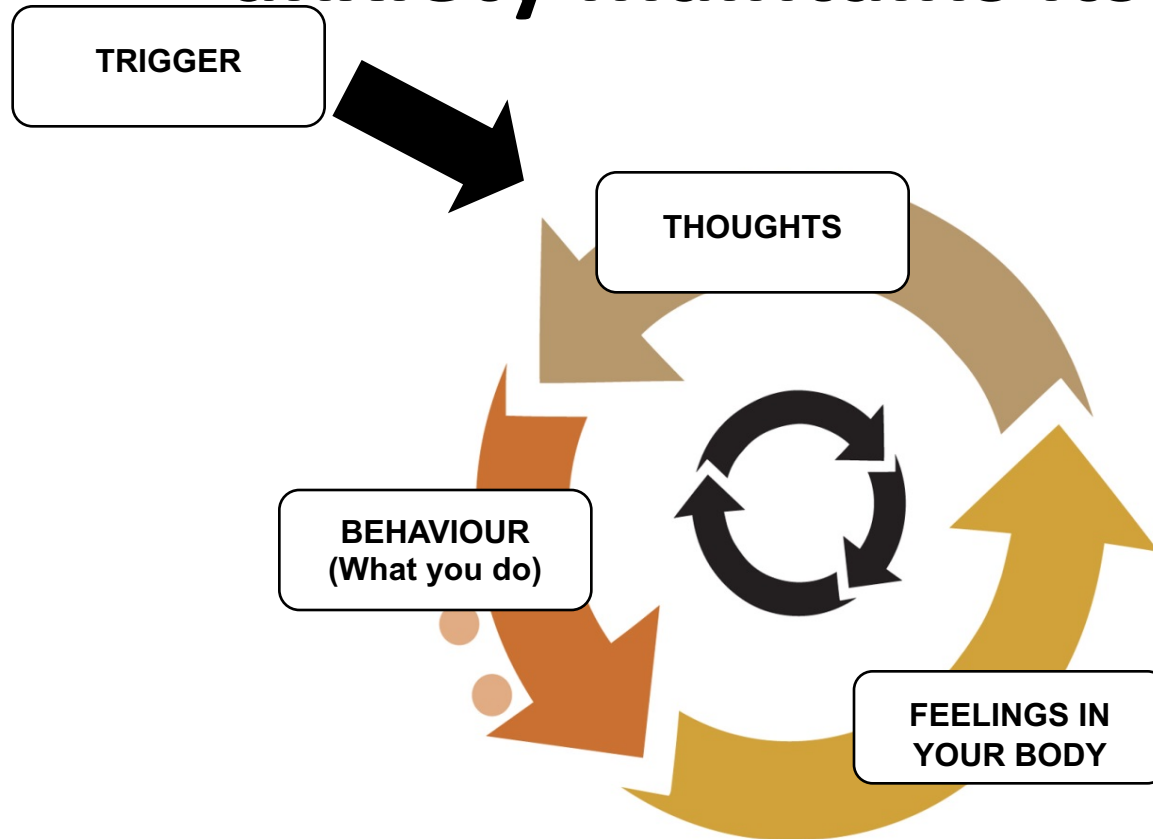 TRIGGER
THOUGHTS
BEHAVIOUR
(What you do)
FEELINGS IN
YOUR BODY